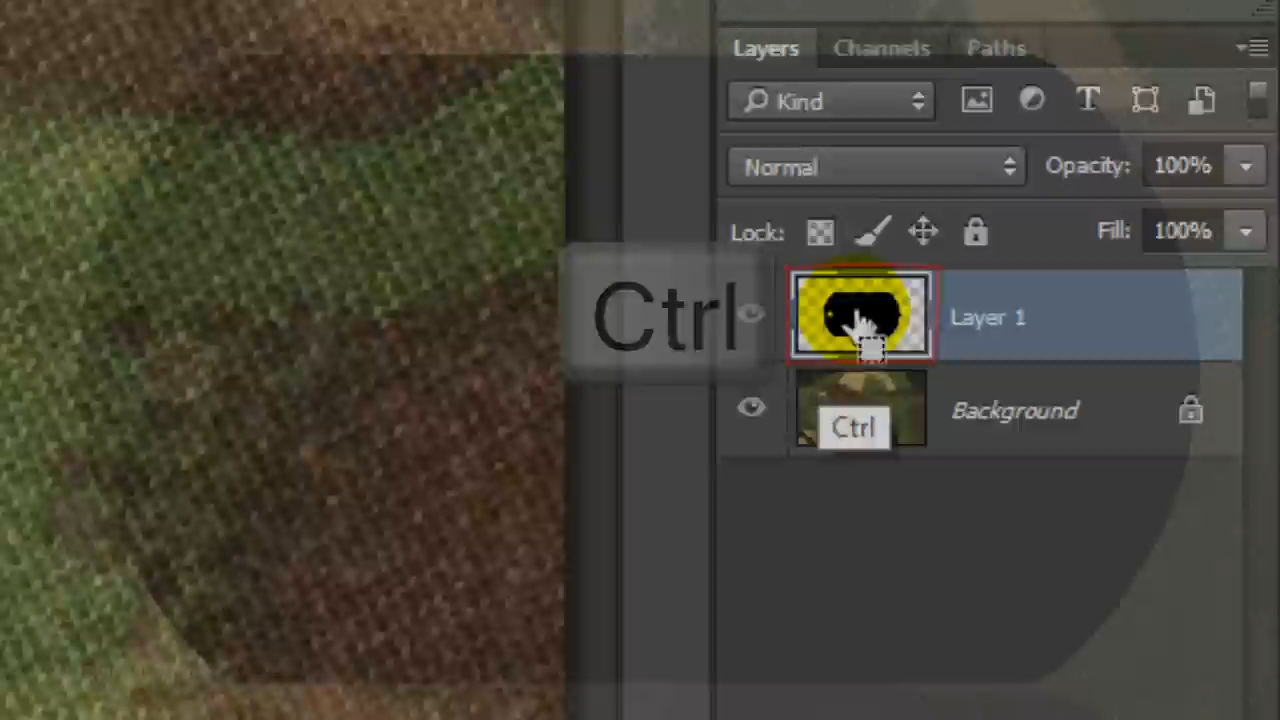 Layers Channels Paths
Kind
Normal Opacity: 100%
Lock: Fill: 100%
Ctrl
Layer 1
Ctrl
Background